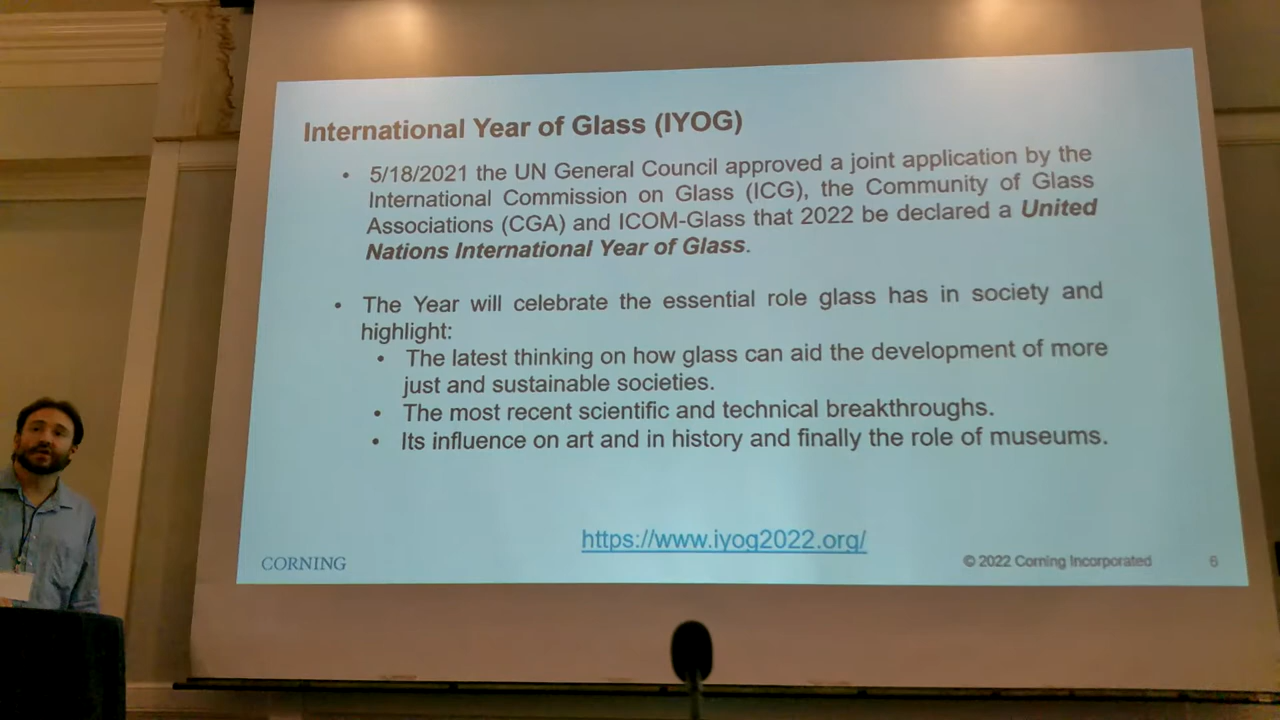 International Year of Glass (IYOG)
• 5/18/2021 the UN General Council approved a joint application by the
International Commission on Glass (ICG), the Community of Glass
Associations (CGA) and ICOM-Glass that 2022 be declared a United
Nations International Year of Glass.
• The Year will celebrate the essential role glass has in society and
highlight:
• The latest thinking on how glass can aid the development of more
just and sustainable societies.
• The most recent scientific and technical breakthroughs.
• Its influence on art and in history and finally the role of museums.
https://www.iyog2022.org/
CORNING
© 2022 Corning Incorporated
6